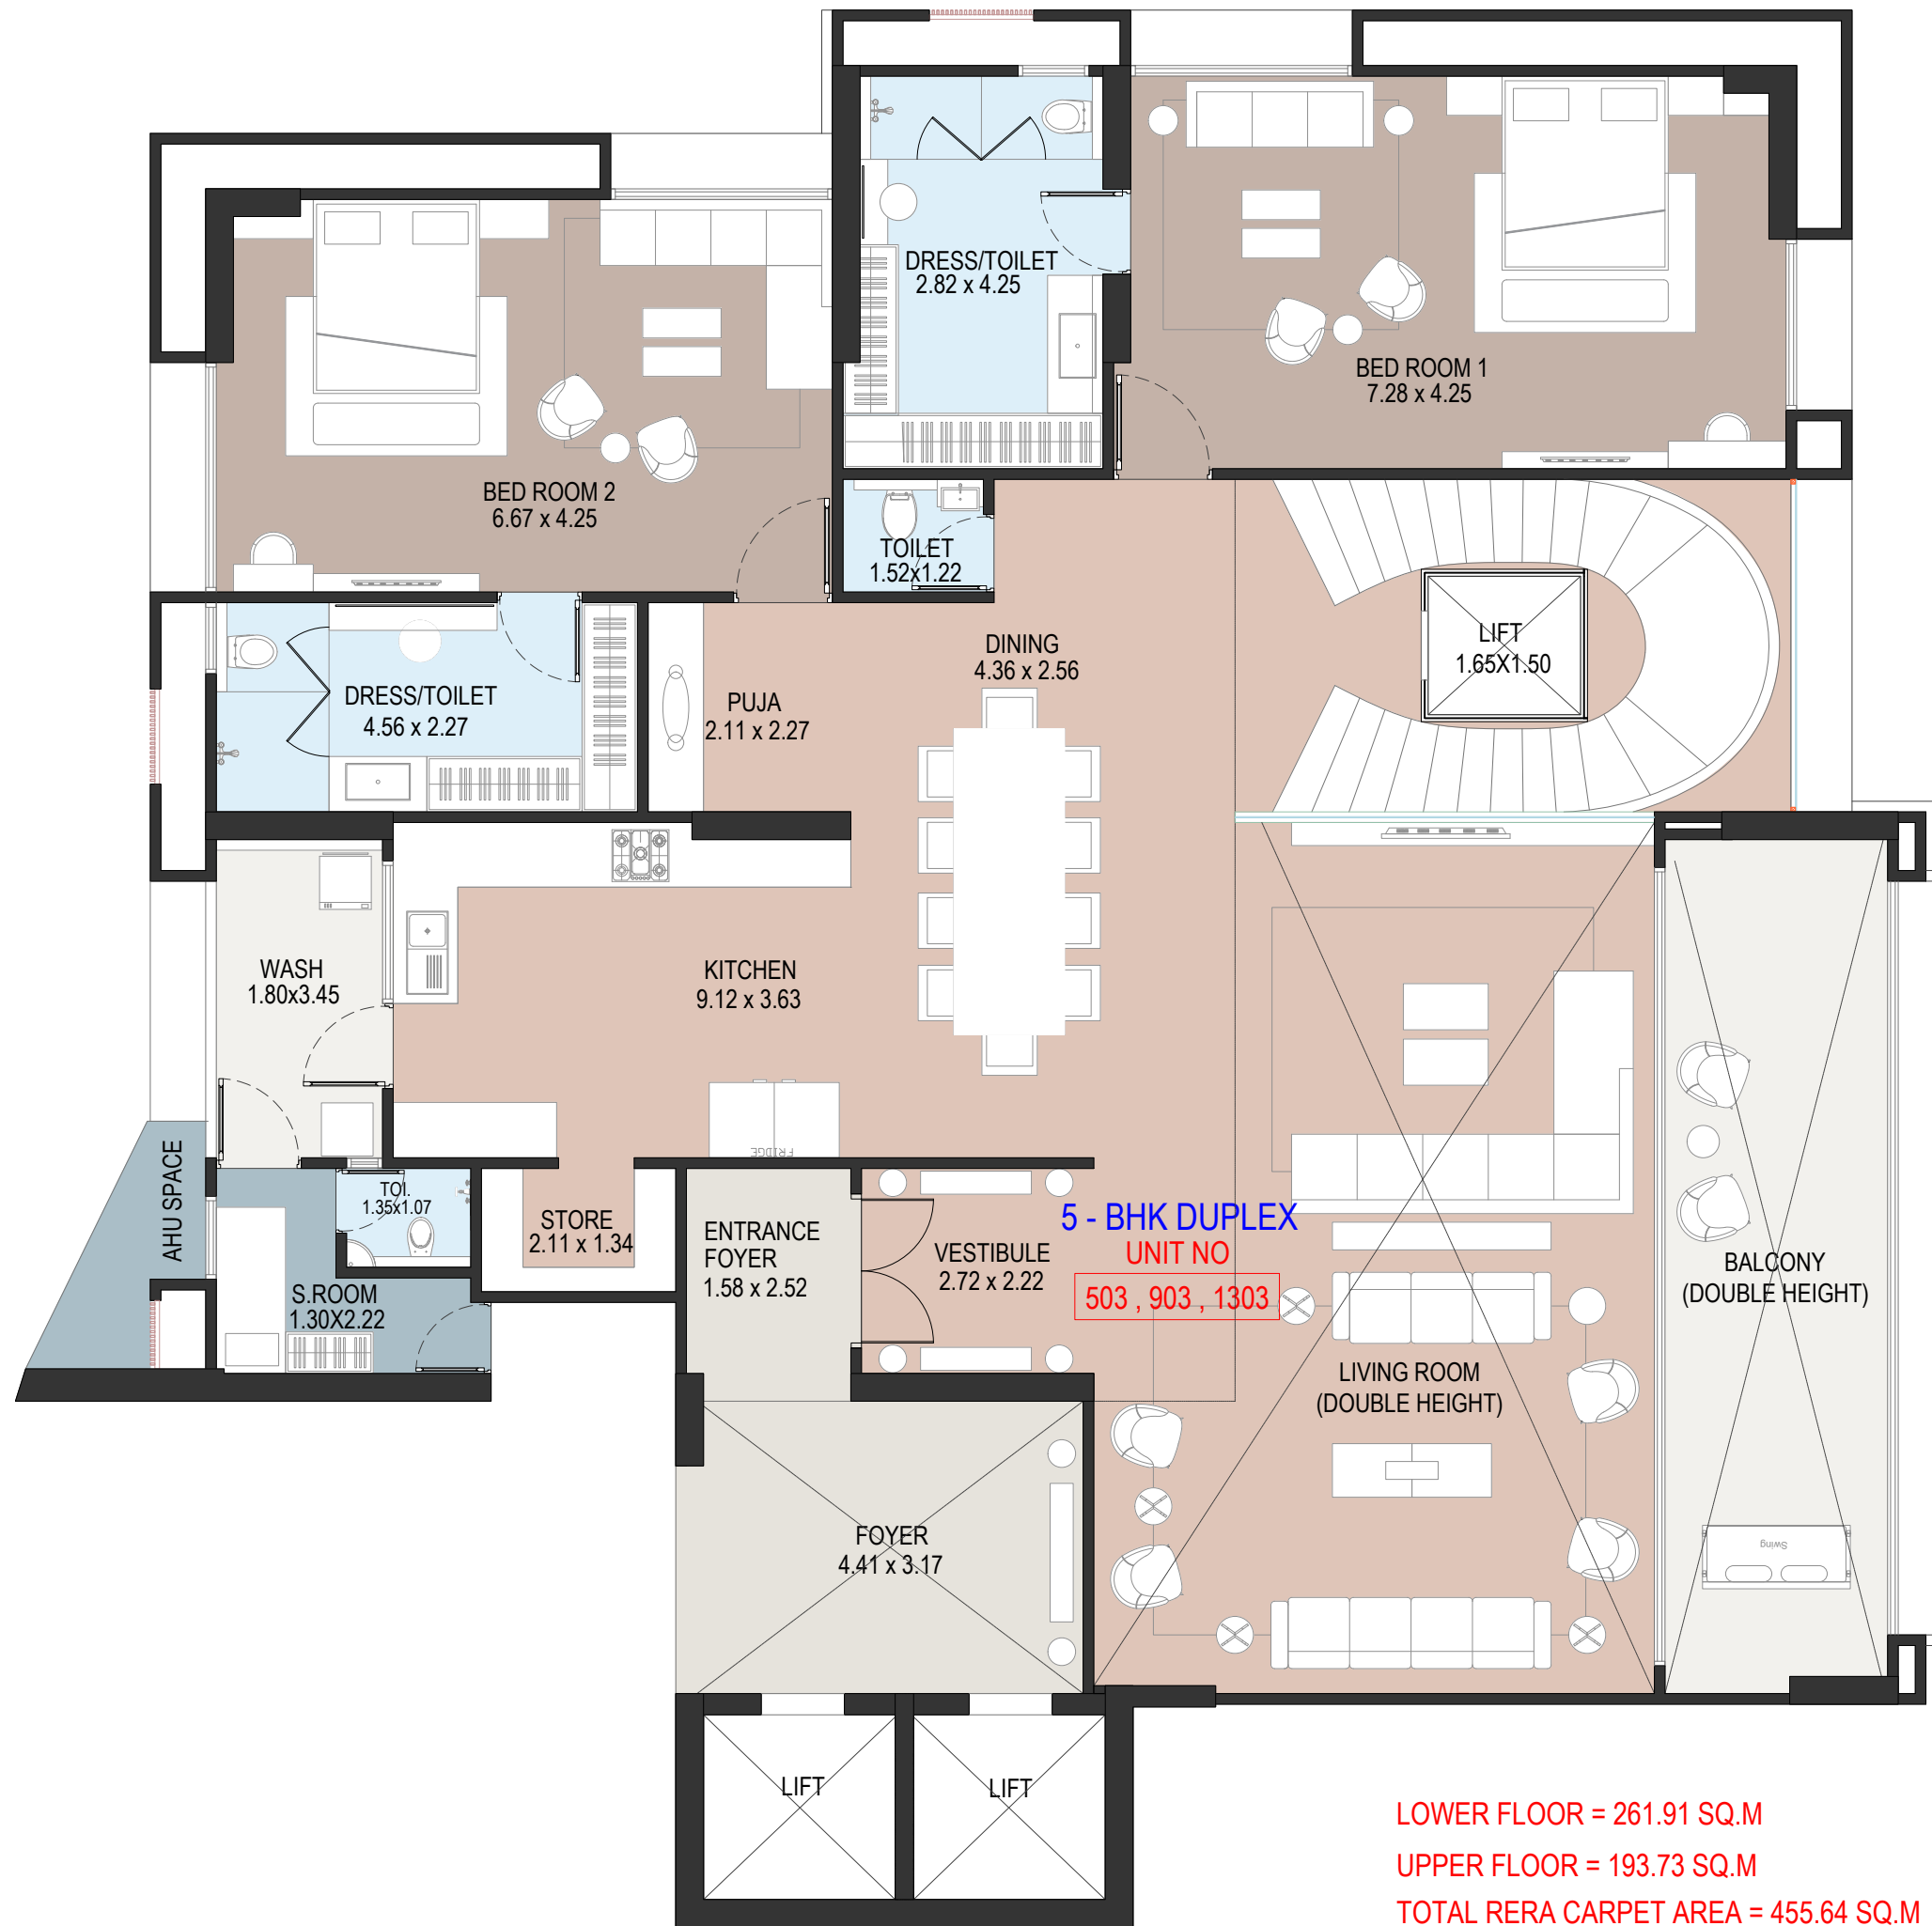 DRESS/TOILET
2.82 x 4.25
BED ROOM 1
7.28 x 4.25
BED ROOM 2
6.67 x 4.25
TOILET
1.52x1.22
LIFT
1.65X1.50
DINING
4.36 x 2.56
DRESS/TOILET
4.56 x 2.27
PUJA
2.11 x 2.27
WASH
1.80x3.45
KITCHEN
9.12 x 3.63
FRIDGE
AHU SPACE
TOI.
1.35x1.07
STORE
2.11 x 1.34
ENTRANCE
FOYER
1.58 x 2.52
VESTIBULE
2.72 x 2.22
5 - BHK DUPLEX
UNIT NO
503 , 903 , 1303
BALCONY
(DOUBLE HEIGHT)
S.ROOM
1.30X2.22
LIVING ROOM
(DOUBLE HEIGHT)
FOYER
4.41 x 3.17
Swing
LIFT
LIFT
LOWER FLOOR = 261.91 SQ.M
UPPER FLOOR = 193.73 SQ.M
TOTAL RERA CARPET AREA = 455.64 SQ.M